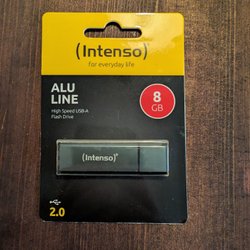 (intenso)®
for everyday life
ALU
LINE
High Speed USB-A
Flash Drive
8
GB
(intenso)®
2.0